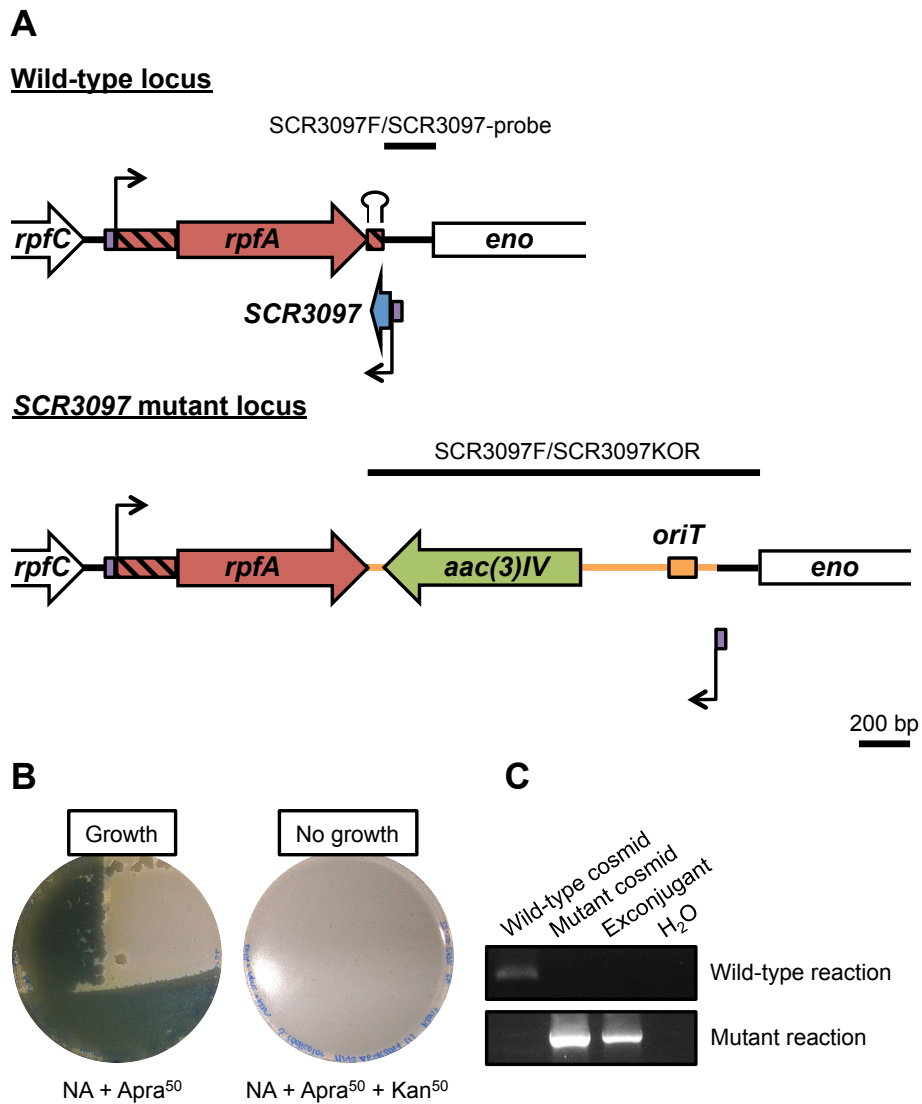 A
Wild-type locus
SCR3097F/SCR3097-probe
rpfC
rpfA
eno
SCR3097
SCR3097 mutant locus
SCR3097F/SCR3097KOR
oriT
rpfC
rpfA
aac(3)IV
eno
200 bp
B
Growth
No growth
NA + Apra⁵⁰
NA + Apra⁵⁰ + Kan⁵⁰
C
Wild-type cosmid
Mutant cosmid
Exconjugant
H₂O
Wild-type reaction
Mutant reaction